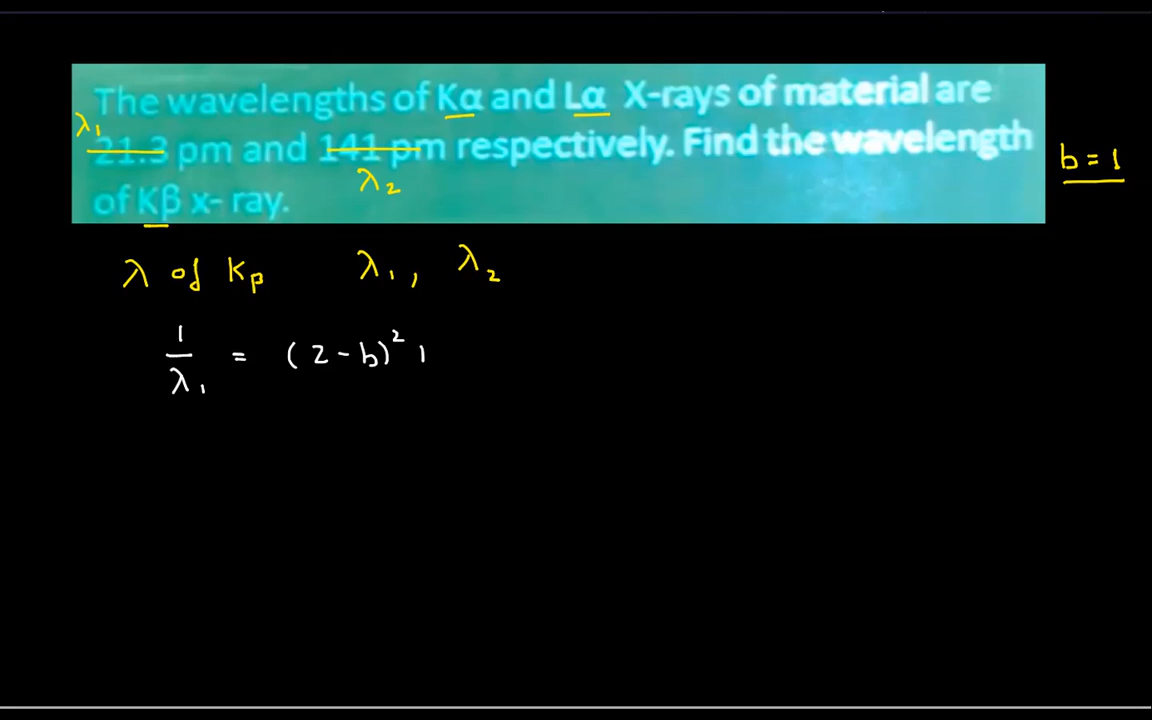 The wavelengths of Kα and Lα X-rays of material are
λ₁
21.3 pm and 141 pm respectively. Find the wavelength
b = 1
λ₂
of Kβ x- ray.
λ of Kβ λ₁, λ₂
1/λ₁ = (Z - b)² 1